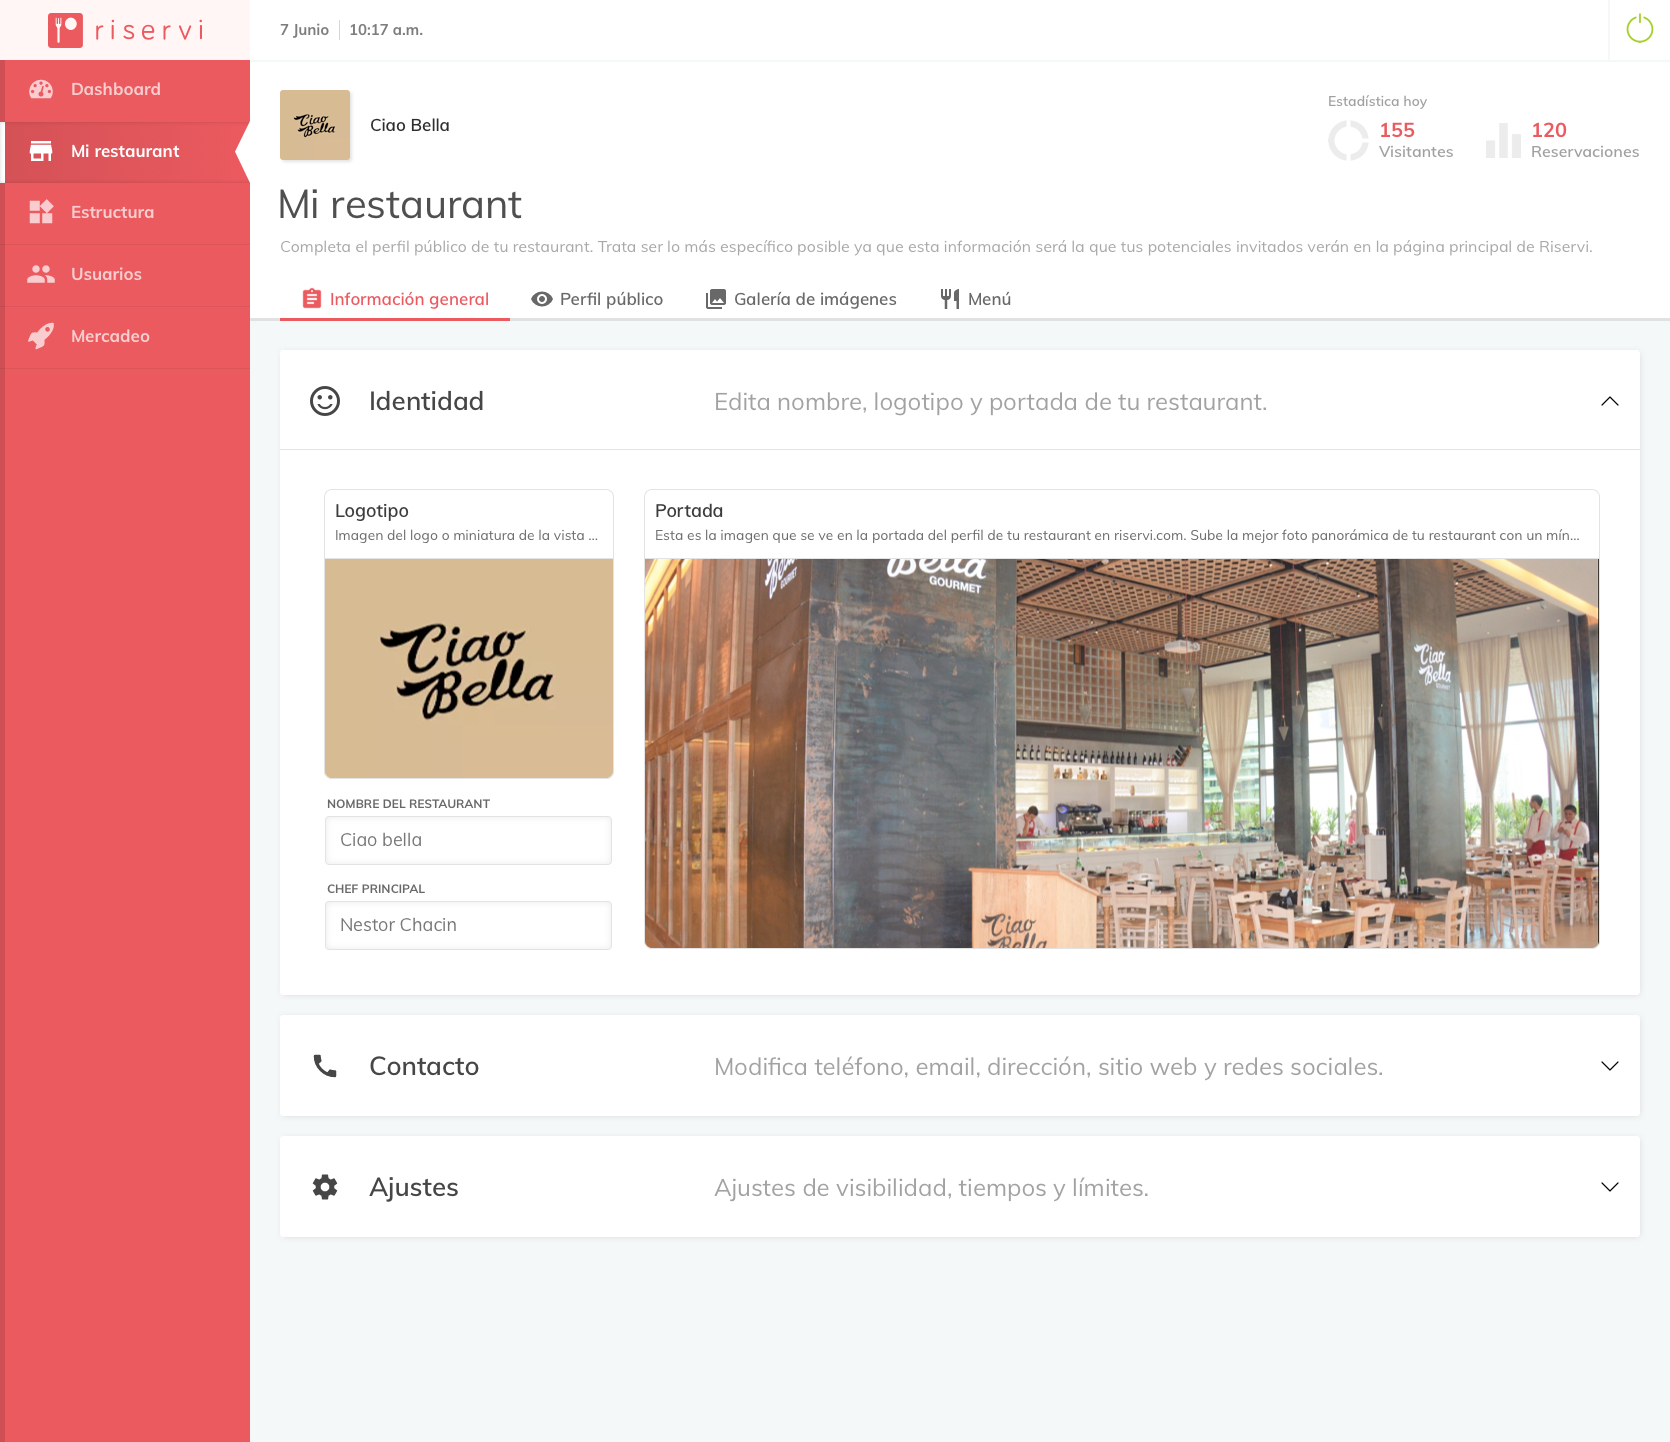 riservi
7 Junio 10:17 a.m.
Dashboard
Mi restaurant
Estructura
Usuarios
Mercadeo
Ciao Bella
Ciao Bella
Estadística hoy
155
Visitantes
120
Reservaciones
Mi restaurant
Completa el perfil público de tu restaurant. Trata ser lo más específico posible ya que esta información será la que tus potenciales invitados verán en la página principal de Riservi.
Información general
Perfil público
Galería de imágenes
Menú
Identidad
Edita nombre, logotipo y portada de tu restaurant.
Logotipo
Imagen del logo o miniatura de la vista ...
Ciao
Bella
NOMBRE DEL RESTAURANT
Ciao bella
CHEF PRINCIPAL
Nestor Chacin
Portada
Esta es la imagen que se ve en la portada del perfil de tu restaurant en riservi.com. Sube la mejor foto panorámica de tu restaurant con un mín...
Bella
GOURMET
Bella
GOURMET
Ciao
Bella
Ciao
Bella
Contacto
Modifica teléfono, email, dirección, sitio web y redes sociales.
Ajustes
Ajustes de visibilidad, tiempos y límites.